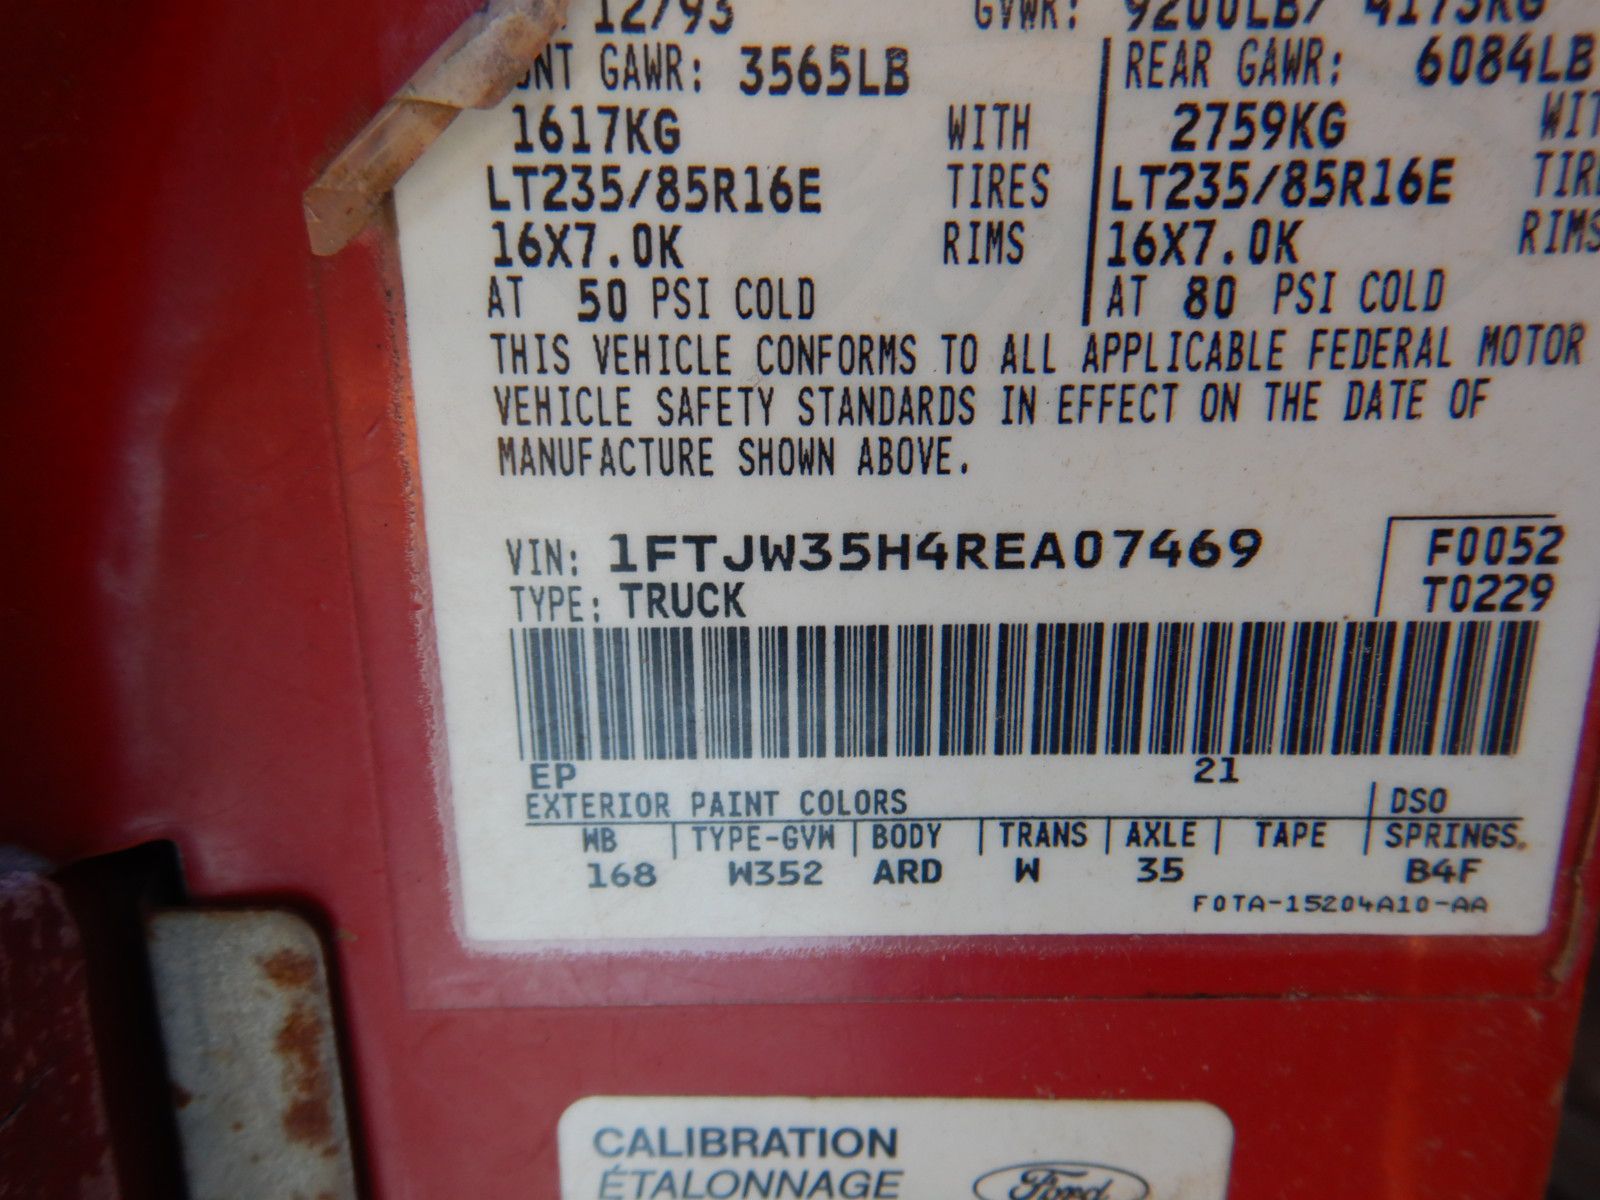 12/93 GVWR: 9200LB/ 4173KG
NT GAWR: 3565LB REAR GAWR: 6084LB
1617KG WITH 2759KG WIT
LT235/85R16E TIRES LT235/85R16E TIR
16X7.0K RIMS 16X7.0K RIMS
AT 50 PSI COLD AT 80 PSI COLD
THIS VEHICLE CONFORMS TO ALL APPLICABLE FEDERAL MOTOR
VEHICLE SAFETY STANDARDS IN EFFECT ON THE DATE OF
MANUFACTURE SHOWN ABOVE.
VIN: 1FTJW35H4REA07469 F0052
TYPE: TRUCK T0229
EP 21
EXTERIOR PAINT COLORS DSO
WB TYPE-GVW BODY TRANS AXLE TAPE SPRINGS.
168 W352 ARD W 35 B4F
F0TA-15204A10-AA
CALIBRATION
ÉTALONNAGE
Ford